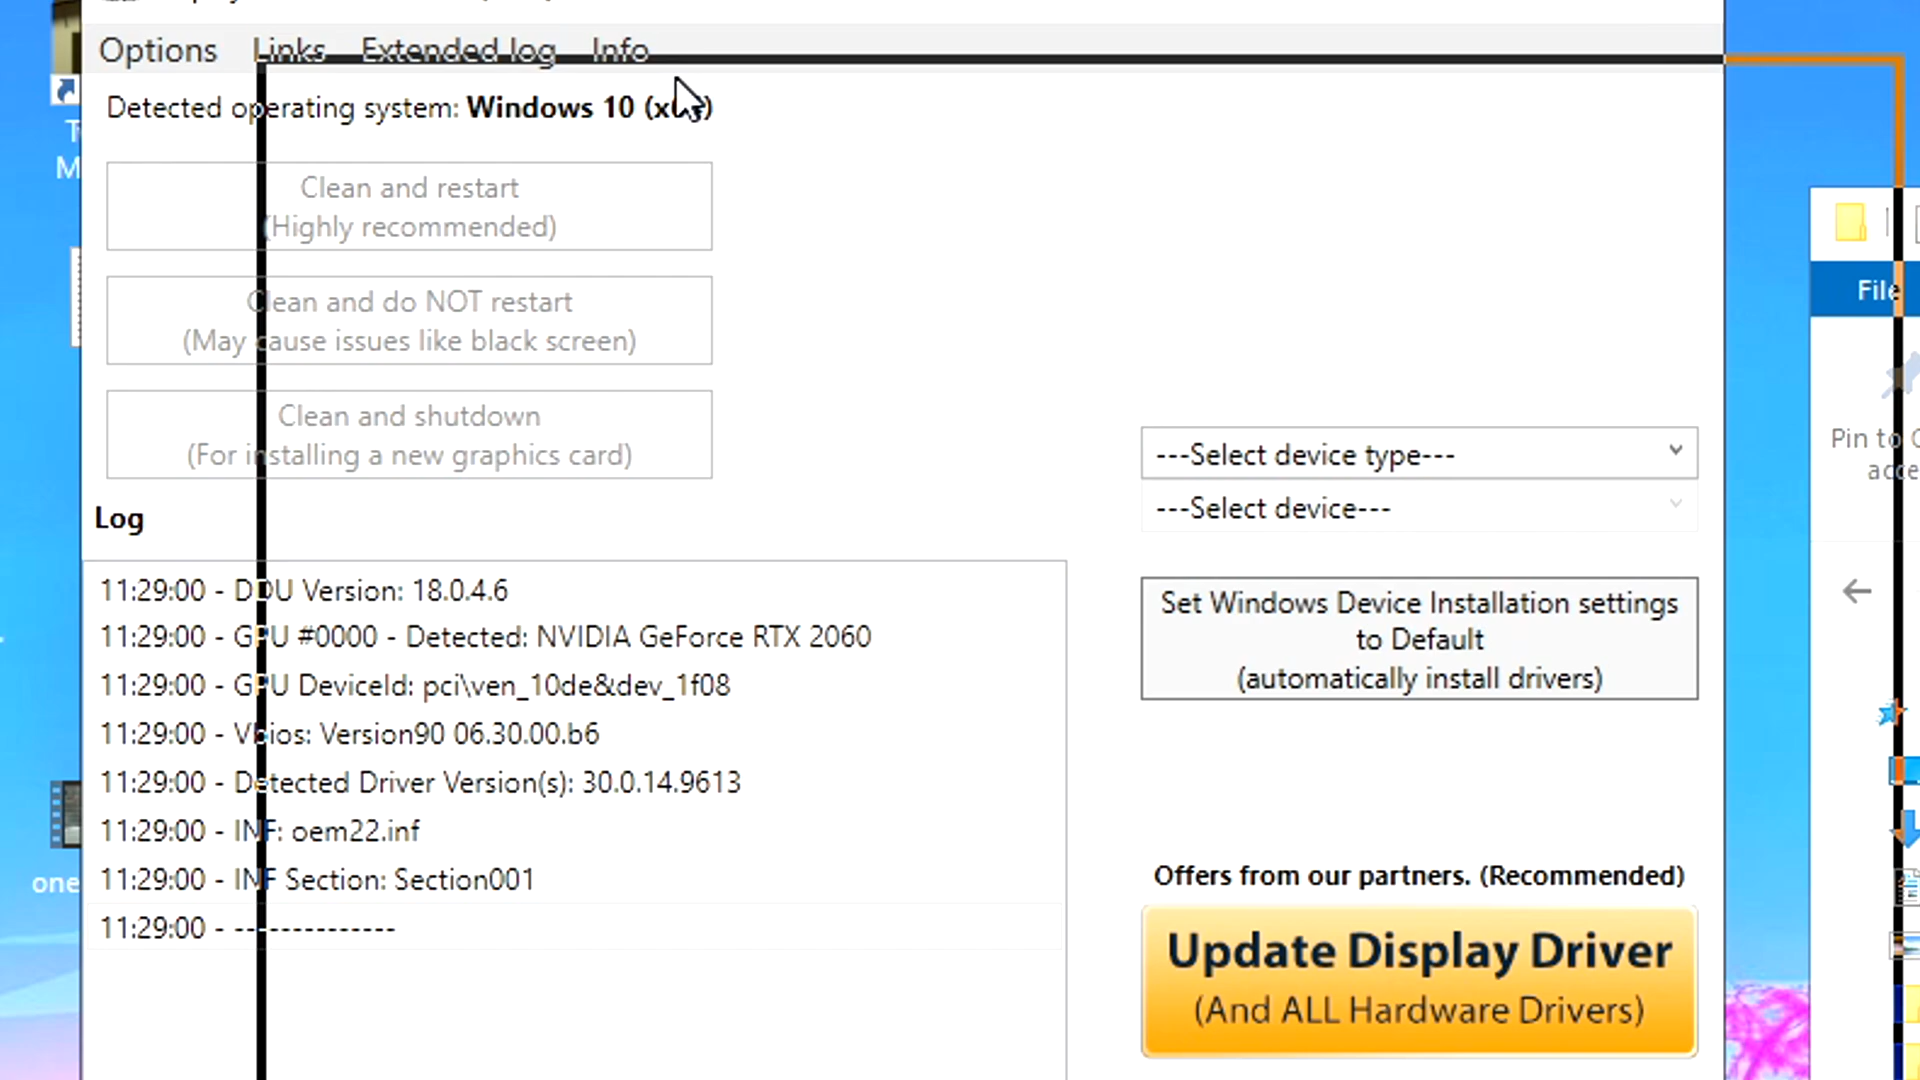 Options Links Extended log Info
Detected operating system: Windows 10
Clean and restart
(Highly recommended)
Clean and do NOT restart
(May cause issues like black screen)
Clean and shutdown
(For installing a new graphics card)
---Select device type---
---Select device---
Log
11:29:00 - DDU Version: 18.0.4.6
11:29:00 - GPU #0000 - Detected: NVIDIA GeForce RTX 2060
11:29:00 - GPU DeviceId: pci\ven_10de&dev_1f08
11:29:00 - Vbios: Version90 06.30.00.b6
11:29:00 - Detected Driver Version(s): 30.0.14.9613
11:29:00 - INF: oem22.inf
11:29:00 - INF Section: Section001
11:29:00 - --------------
Set Windows Device Installation settings
to Default
(automatically install drivers)
Offers from our partners. (Recommended)
Update Display Driver
(And ALL Hardware Drivers)
File
Pin to
one